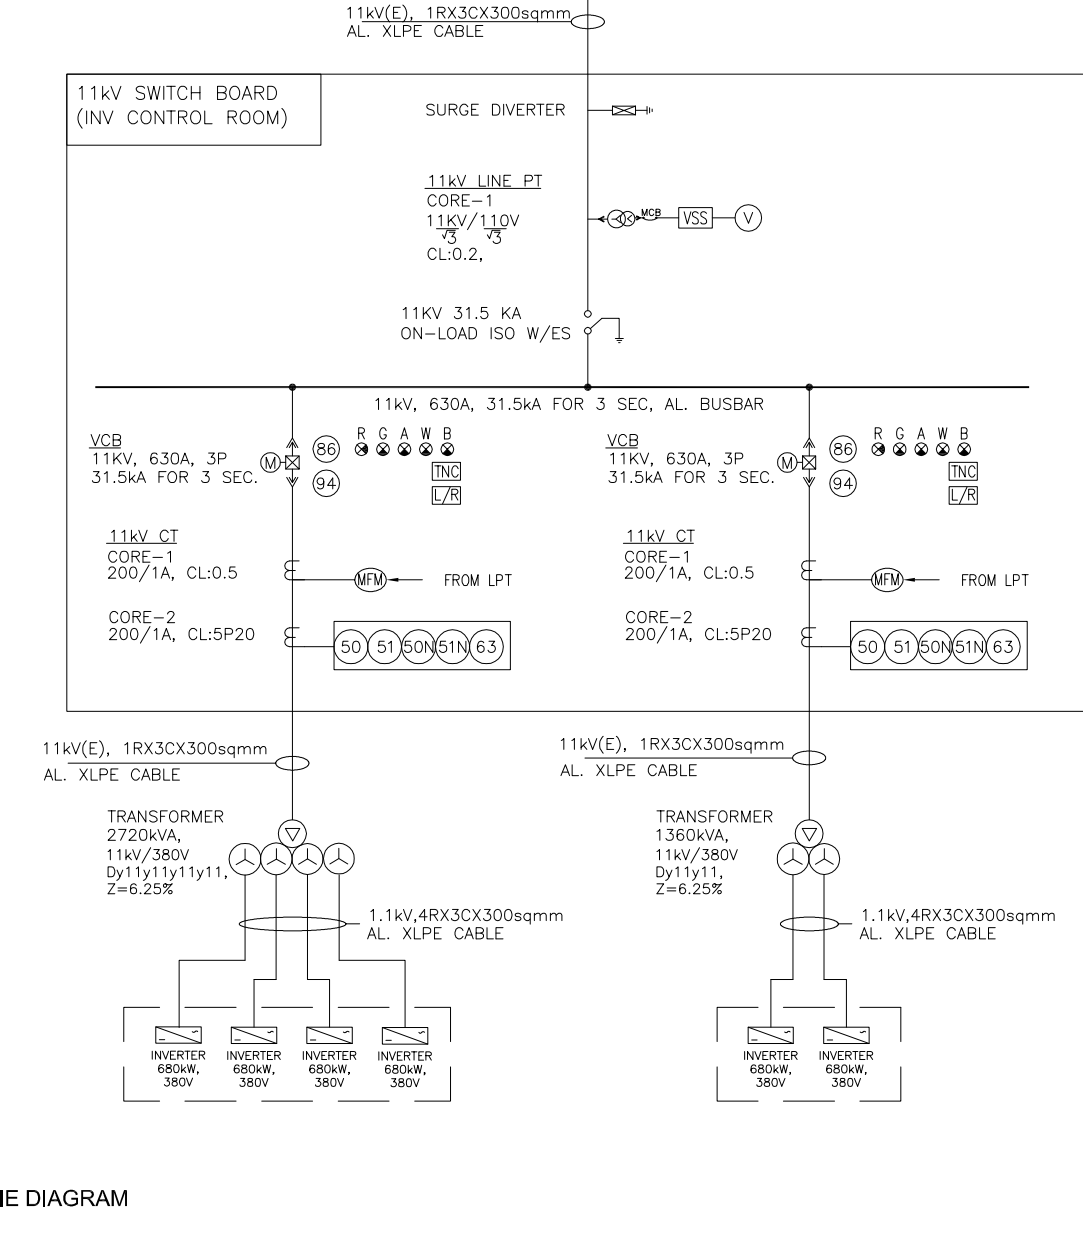 11kV(E), 1RX3CX300sqmm
AL. XLPE CABLE
11kV SWITCH BOARD
(INV CONTROL ROOM)
SURGE DIVERTER
11kV LINE PT
CORE-1
11KV/110V
√3 √3
CL:0.2,
MCB
VSS
V
11KV 31.5 KA
ON-LOAD ISO W/ES
11kV, 630A, 31.5kA FOR 3 SEC, AL. BUSBAR
VCB
11KV, 630A, 3P
31.5kA FOR 3 SEC.
M
86
94
R G A W B
TNC
L/R
11kV CT
CORE-1
200/1A, CL:0.5
MFM
FROM LPT
CORE-2
200/1A, CL:5P20
50 51 50N 51N 63
VCB
11KV, 630A, 3P
31.5kA FOR 3 SEC.
M
86
94
R G A W B
TNC
L/R
11kV CT
CORE-1
200/1A, CL:0.5
MFM
FROM LPT
CORE-2
200/1A, CL:5P20
50 51 50N 51N 63
11kV(E), 1RX3CX300sqmm
AL. XLPE CABLE
TRANSFORMER
2720kVA,
11kV/380V
Dy11y11y11y11,
Z=6.25%
1.1kV,4RX3CX300sqmm
AL. XLPE CABLE
INVERTER
680kW,
380V
INVERTER
680kW,
380V
INVERTER
680kW,
380V
INVERTER
680kW,
380V
11kV(E), 1RX3CX300sqmm
AL. XLPE CABLE
TRANSFORMER
1360kVA,
11kV/380V
Dy11y11,
Z=6.25%
1.1kV,4RX3CX300sqmm
AL. XLPE CABLE
INVERTER
680kW,
380V
INVERTER
680kW,
380V
E DIAGRAM